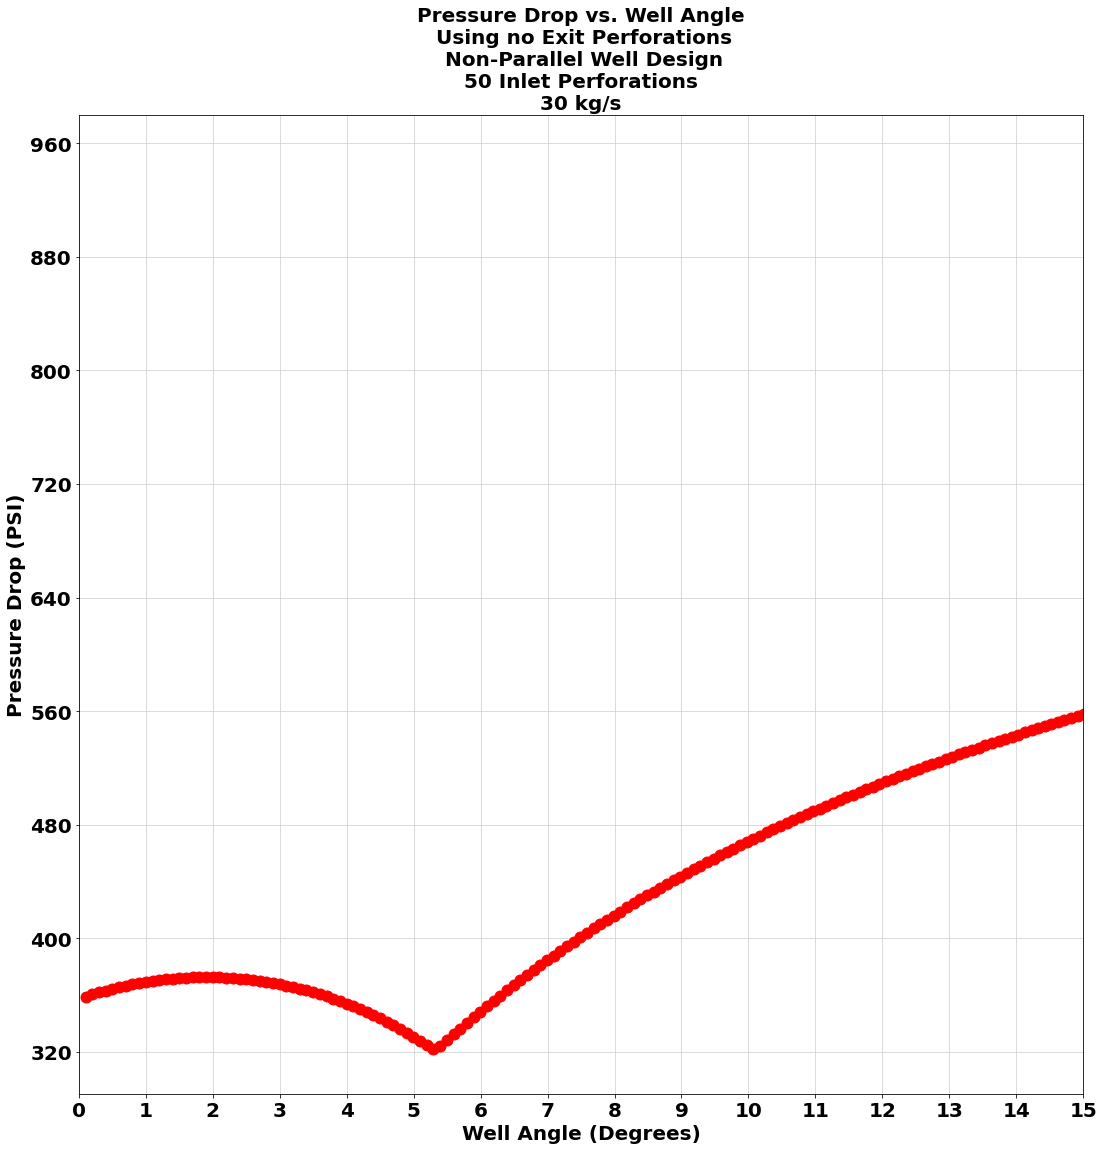 Pressure Drop vs. Well Angle
Using no Exit Perforations
Non-Parallel Well Design
50 Inlet Perforations
30 kg/s
Pressure Drop (PSI)
960
880
800
720
640
560
480
400
320
0 1 2 3 4 5 6 7 8 9 10 11 12 13 14 15
Well Angle (Degrees)